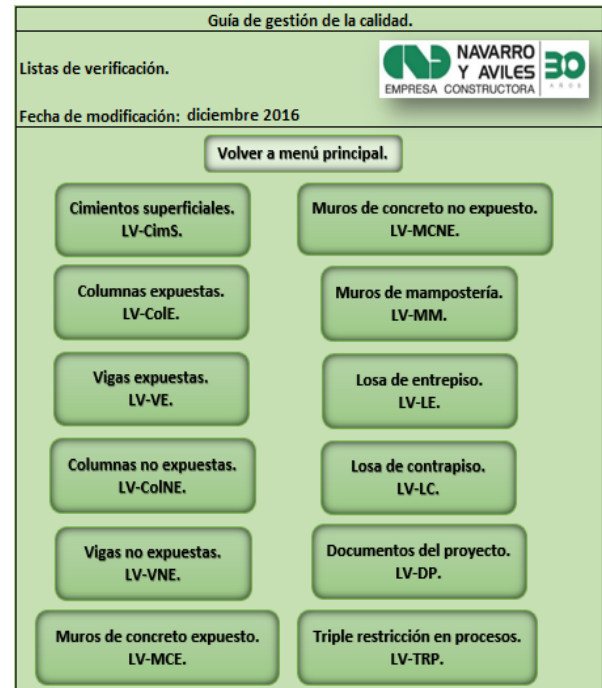 Guía de gestión de la calidad.
Listas de verificación.
NAVARRO
Y AVILES
EMPRESA CONSTRUCTORA
30
AÑOS
Fecha de modificación: diciembre 2016
Volver a menú principal.
Cimientos superficiales.
LV-CimS.
Muros de concreto no expuesto.
LV-MCNE.
Columnas expuestas.
LV-ColE.
Muros de mampostería.
LV-MM.
Vigas expuestas.
LV-VE.
Losa de entrepiso.
LV-LE.
Columnas no expuestas.
LV-ColNE.
Losa de contrapiso.
LV-LC.
Vigas no expuestas.
LV-VNE.
Documentos del proyecto.
LV-DP.
Muros de concreto expuesto.
LV-MCE.
Triple restricción en procesos.
LV-TRP.